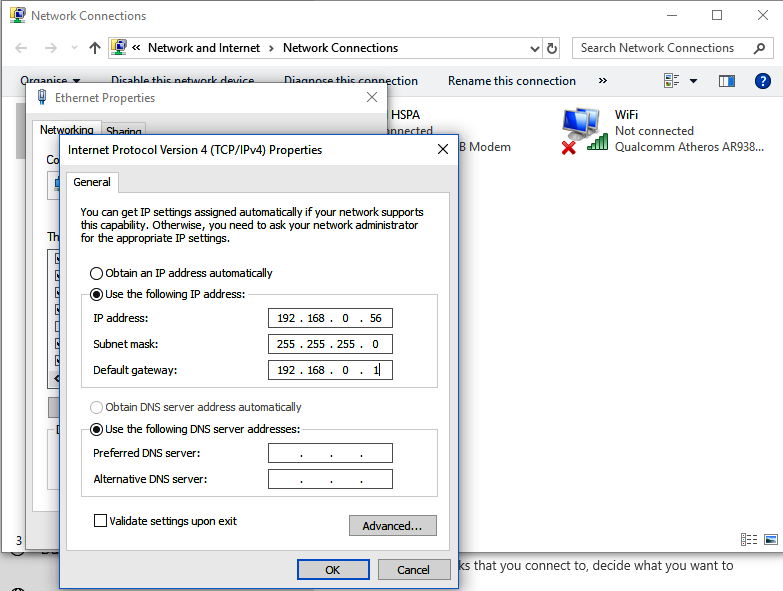 Network Connections
« Network and Internet > Network Connections
Search Network Connections
Organise
Disable this network device
Diagnose this connection
Rename this connection
»
Ethernet Properties
HSPA
WiFi
Not connected
Qualcomm Atheros AR938...
Networking
Sharing
Internet Protocol Version 4 (TCP/IPv4) Properties
General
You can get IP settings assigned automatically if your network supports
this capability. Otherwise, you need to ask your network administrator
for the appropriate IP settings.
Obtain an IP address automatically
Use the following IP address:
IP address:
192 . 168 . 0 . 56
Subnet mask:
255 . 255 . 255 . 0
Default gateway:
192 . 168 . 0 . 1
Obtain DNS server address automatically
Use the following DNS server addresses:
Preferred DNS server:
. . .
Alternative DNS server:
. . .
Validate settings upon exit
Advanced...
OK
Cancel
3
that you connect to, decide what you want to